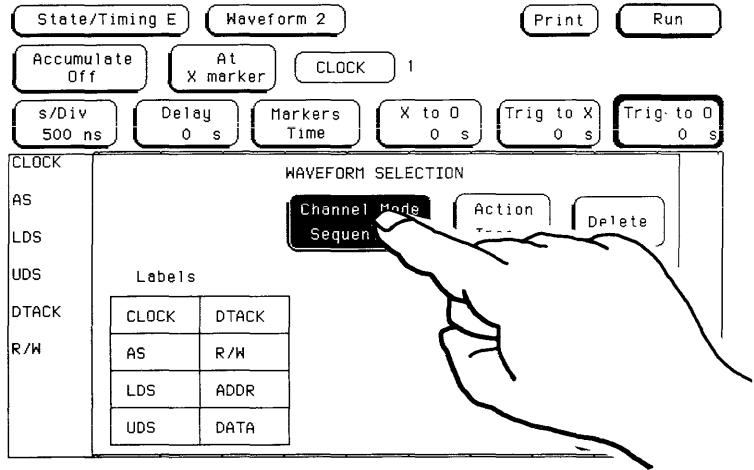 State/Timing E Waveform 2 Print Run
Accumulate Off At X marker CLOCK 1
s/Div 500 ns Delay 0 s Markers Time X to O 0 s Trig to X 0 s Trig to O 0 s
CLOCK
WAVEFORM SELECTION
AS
Channel Mode Action Delete
LDS
Sequen
UDS
Labels
DTACK
CLOCK DTACK
R/W
AS R/W
LDS ADDR
UDS DATA